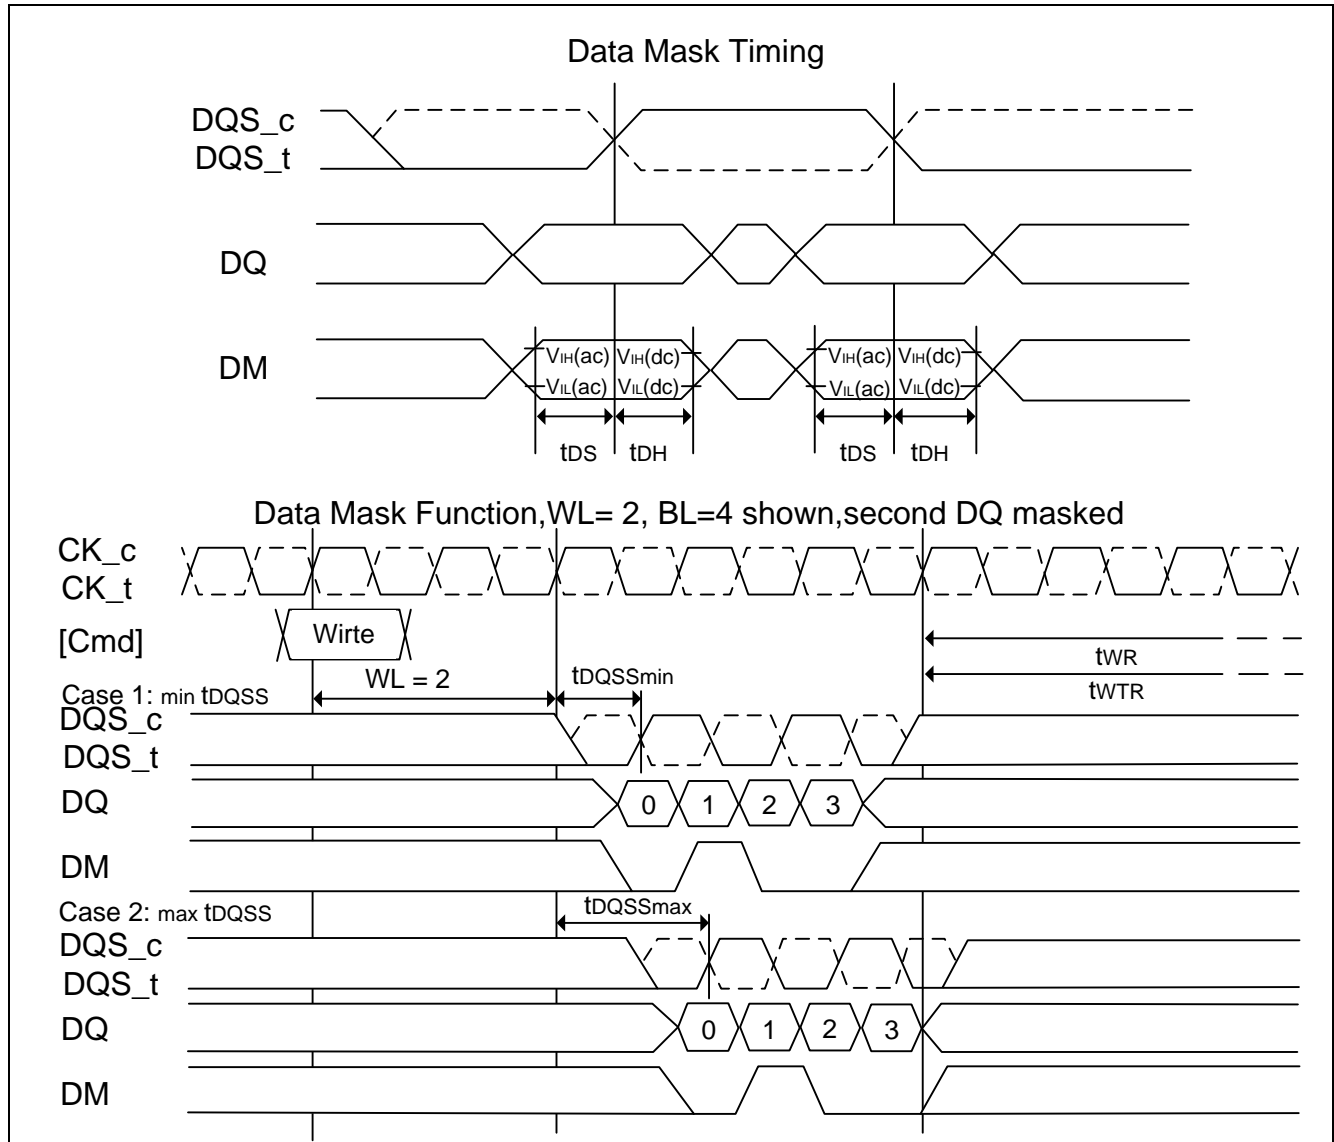 Data Mask Timing
DQS_c
DQS_t
DQ
DM
VIH(ac) VIH(dc) VIH(ac) VIH(dc)
VIL(ac) VIL(dc) VIL(ac) VIL(dc)
tDS tDH tDS tDH
Data Mask Function,WL= 2, BL=4 shown,second DQ masked
CK_c
CK_t
[Cmd] Wirte
tWR
WL = 2 tDQSSmin
tWTR
Case 1: min tDQSS
DQS_c
DQS_t
DQ 0 1 2 3
DM
Case 2: max tDQSS tDQSSmax
DQS_c
DQS_t
DQ 0 1 2 3
DM